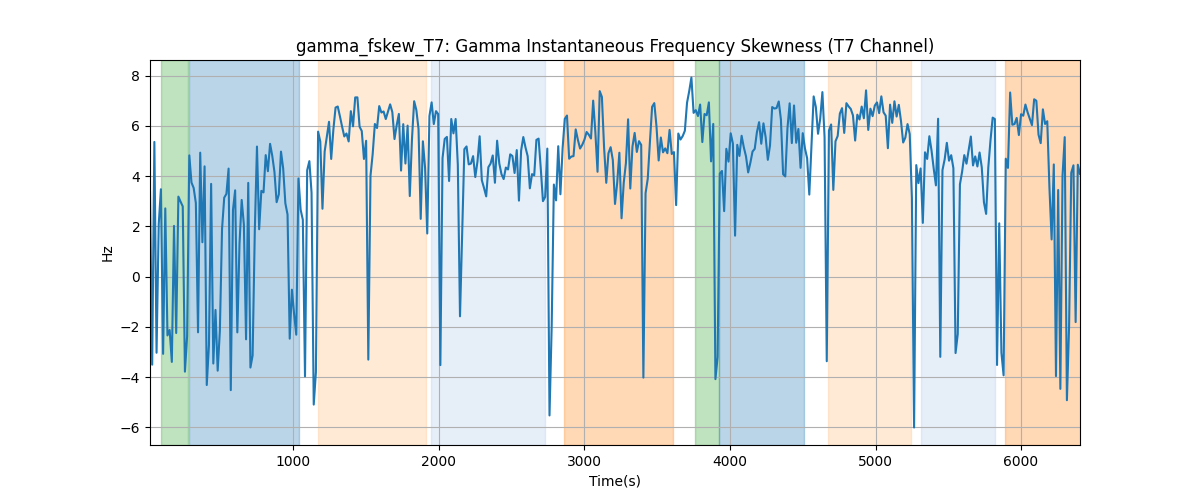 gamma_fskew_T7: Gamma Instantaneous Frequency Skewness (T7 Channel)
8
6
4
2
0
−2
−4
−6
Hz
1000 2000 3000 4000 5000 6000
Time(s)